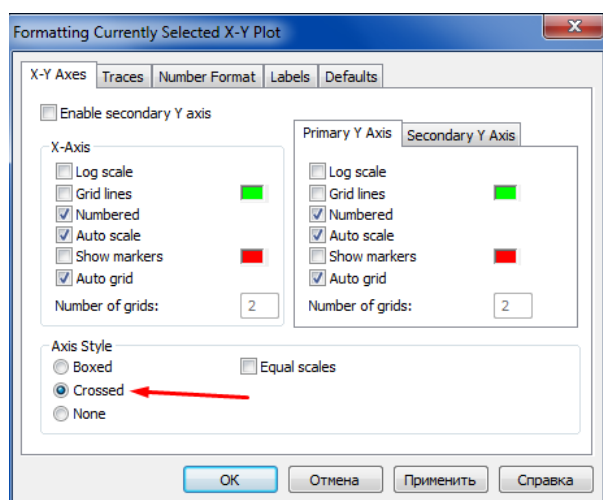 Formatting Currently Selected X-Y Plot
X-Y Axes Traces Number Format Labels Defaults
Enable secondary Y axis
X-Axis
Log scale
Grid lines
Numbered
Auto scale
Show markers
Auto grid
Number of grids: 2
Primary Y Axis Secondary Y Axis
Log scale
Grid lines
Numbered
Auto scale
Show markers
Auto grid
Number of grids: 2
Axis Style
Boxed
Equal scales
Crossed
None
OK Отмена Применить Справка